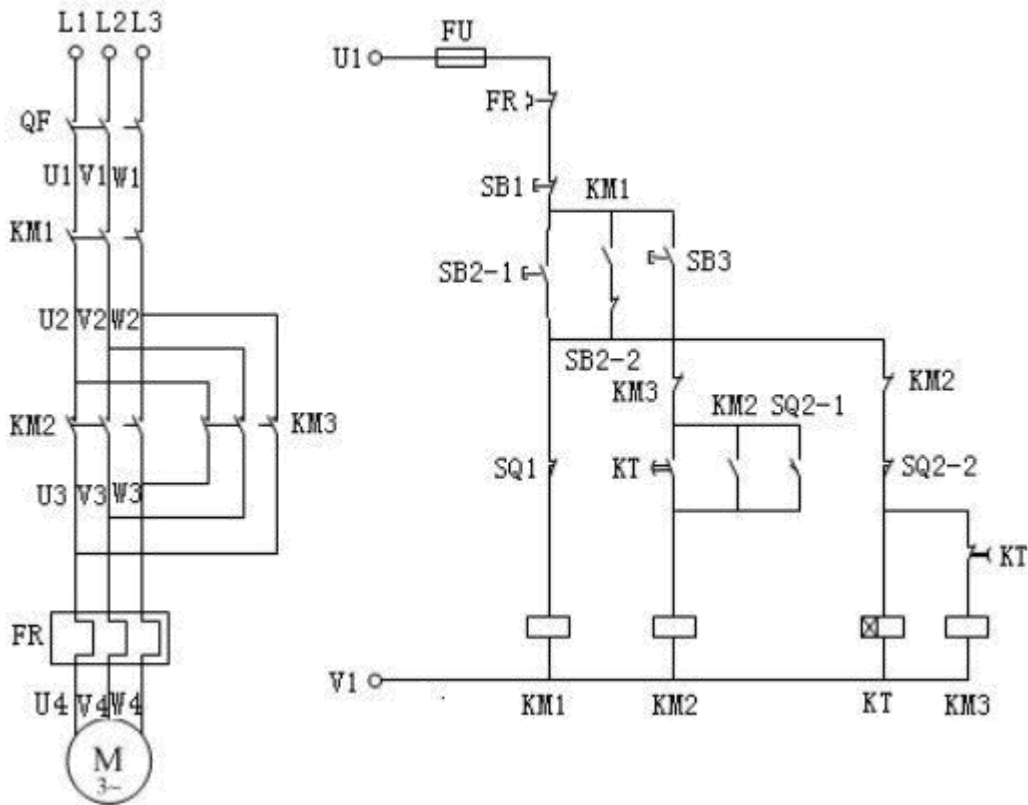 L1 L2 L3
QF
U1 V1 W1
KM1
U2 V2 W2
KM2
KM3
U3 V3 W3
FR
U4 V4 W4
M
3~
FU
U1
FR
SB1
KM1
SB2-1
SB3
SB2-2
KM3
KM2
KM2 SQ2-1
SQ1
KT
SQ2-2
KT
V1
KM1
KM2
KT
KM3